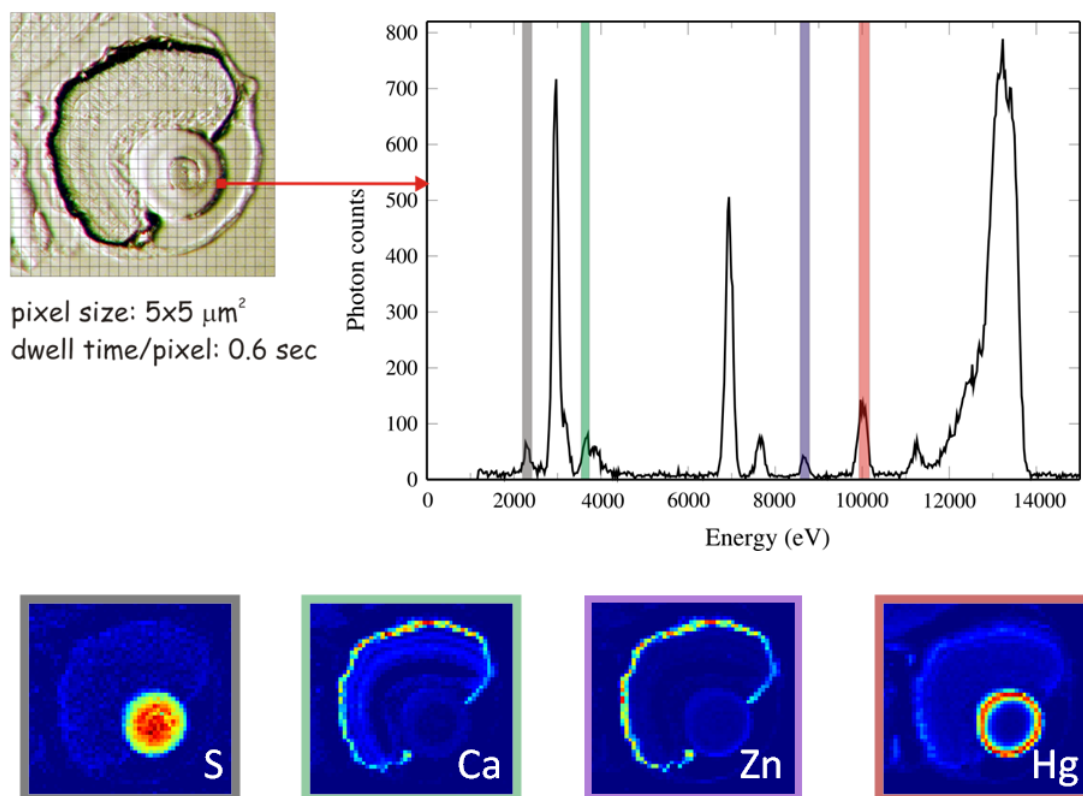 pixel size: 5x5 μm²
dwell time/pixel: 0.6 sec
800
700
600
500
400
300
200
100
0
Photon counts
0 2000 4000 6000 8000 10000 12000 14000
Energy (eV)
S Ca Zn Hg